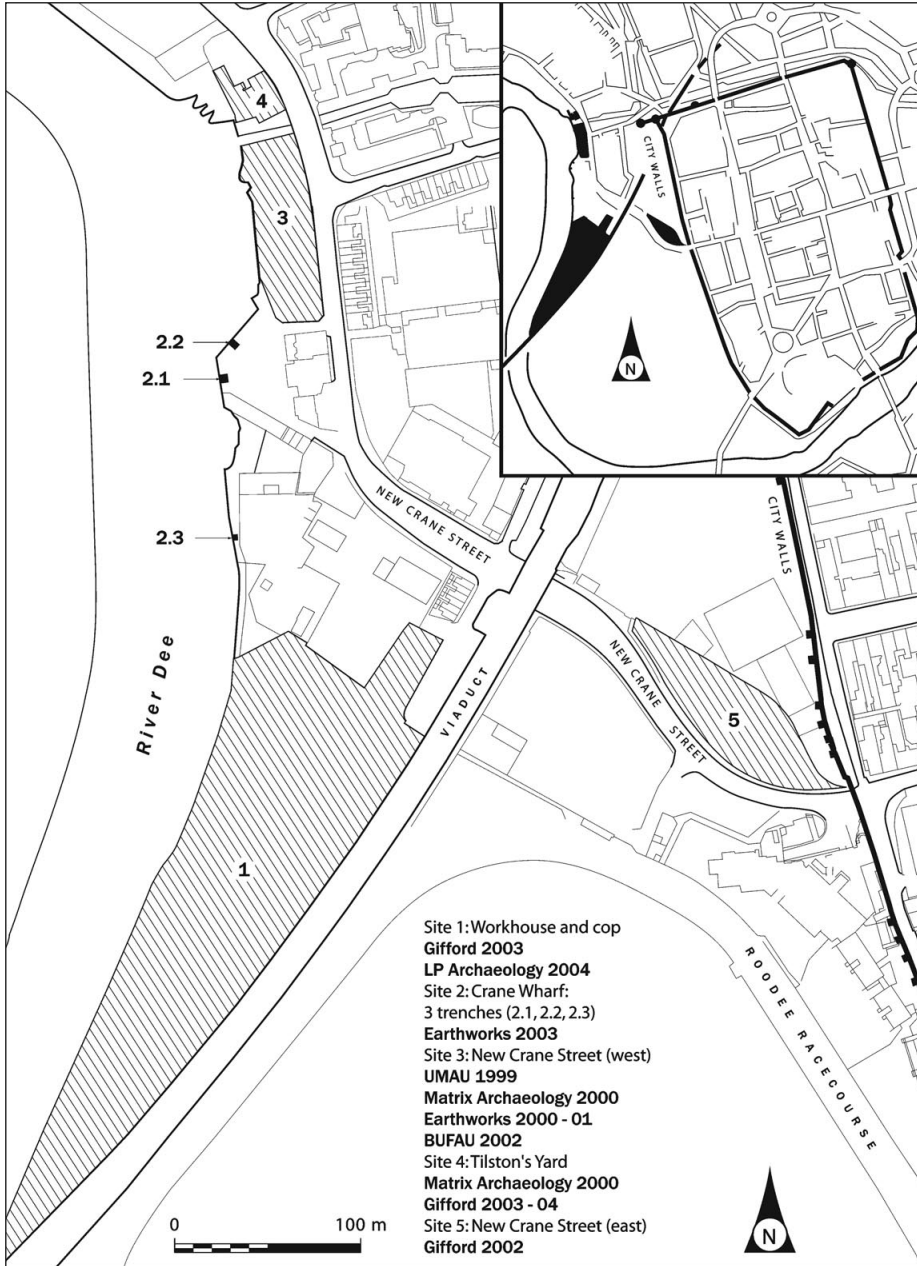 4
3
2.2
2.1
2.3
1
5
NEW CRANE STREET
NEW CRANE STREET
VIADUCT
River Dee
CITY WALLS
CITY WALLS
N
ROODEE RACECOURSE
Site 1: Workhouse and cop
Gifford 2003
LP Archaeology 2004
Site 2: Crane Wharf:
3 trenches (2.1, 2.2, 2.3)
Earthworks 2003
Site 3: New Crane Street (west)
UMAU 1999
Matrix Archaeology 2000
Earthworks 2000 - 01
BUFAU 2002
Site 4: Tilston's Yard
Matrix Archaeology 2000
Gifford 2003 - 04
Site 5: New Crane Street (east)
Gifford 2002
0 100 m
N